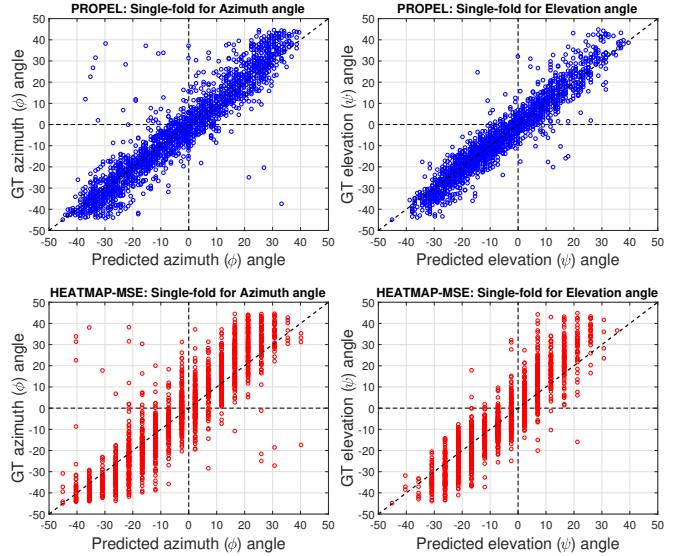 PROPEL: Single-fold for Azimuth angle
50
40
30
20
10
0
-10
-20
-30
-40
-50
GT azimuth (ϕ) angle
-50 -40 -30 -20 -10 0 10 20 30 40 50
Predicted azimuth (ϕ) angle
PROPEL: Single-fold for Elevation angle
50
40
30
20
10
0
-10
-20
-30
-40
-50
GT elevation (ψ) angle
-50 -40 -30 -20 -10 0 10 20 30 40 50
Predicted elevation (ψ) angle
HEATMAP-MSE: Single-fold for Azimuth angle
50
40
30
20
10
0
-10
-20
-30
-40
-50
GT azimuth (ϕ) angle
-50 -40 -30 -20 -10 0 10 20 30 40 50
Predicted azimuth (ϕ) angle
HEATMAP-MSE: Single-fold for Elevation angle
50
40
30
20
10
0
-10
-20
-30
-40
-50
GT elevation (ψ) angle
-50 -40 -30 -20 -10 0 10 20 30 40 50
Predicted elevation (ψ) angle